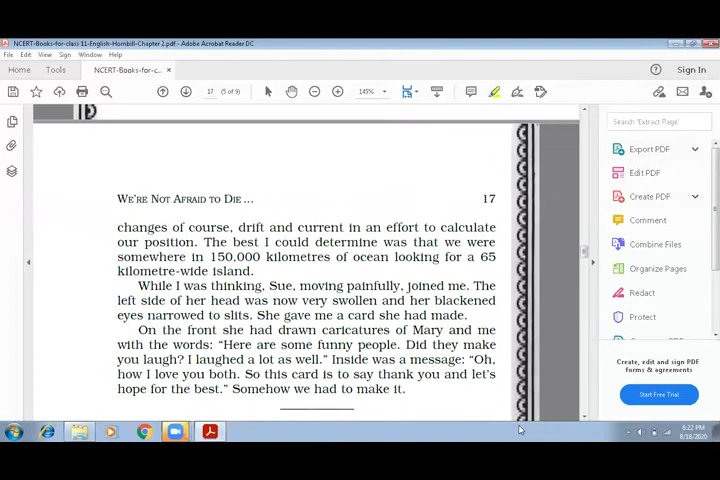 NCERT-Books-for-class 11-English-Hornbill-Chapter 2.pdf - Adobe Acrobat Reader DC
File Edit View Sign Window Help
Home Tools NCERT-Books-for-c... × Sign In
17 (5 of 9) 145%
WE'RE NOT AFRAID TO DIE ... 17
changes of course, drift and current in an effort to calculate
our position. The best I could determine was that we were
somewhere in 150,000 kilometres of ocean looking for a 65
kilometre-wide island.
While I was thinking, Sue, moving painfully, joined me. The
left side of her head was now very swollen and her blackened
eyes narrowed to slits. She gave me a card she had made.
On the front she had drawn caricatures of Mary and me
with the words: “Here are some funny people. Did they make
you laugh? I laughed a lot as well.” Inside was a message: “Oh,
how I love you both. So this card is to say thank you and let's
hope for the best.” Somehow we had to make it.
Search 'Extract Page'
Export PDF
Edit PDF
Create PDF
Comment
Combine Files
Organize Pages
Redact
Protect
Create, edit and sign PDF
forms & agreements
Start Free Trial
6:22 PM
8/18/2020